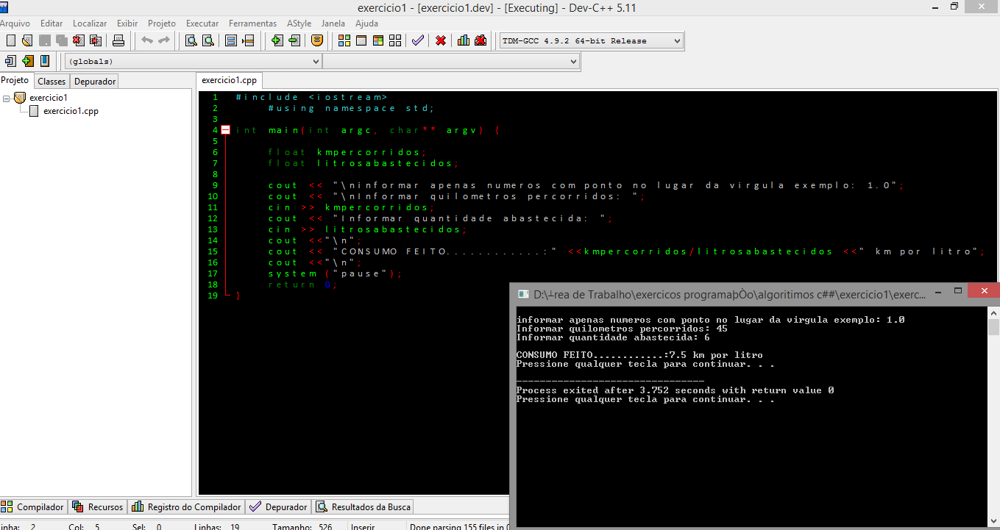 exercicio1 - [exercicio1.dev] - [Executing] - Dev-C++ 5.11
Arquivo Editar Localizar Exibir Projeto Executar Ferramentas AStyle Janela Ajuda
TDM-GCC 4.9.2 64-bit Release
(globals)
Projeto Classes Depurador
exercicio1
exercicio1.cpp
exercicio1.cpp
1 #include <iostream>
2 #using namespace std;
3
4 int main(int argc, char** argv) {
5
6 float kmpercorridos;
7 float litrosabastecidos;
8
9 cout << "\ninformar apenas numeros com ponto no lugar da virgula exemplo: 1.0";
10 cout << "\nInformar quilometros percorridos: ";
11 cin >> kmpercorridos;
12 cout << "Informar quantidade abastecida: ";
13 cin >> litrosabastecidos;
14 cout <<"\n";
15 cout << "CONSUMO FEITO............:" <<kmpercorridos/litrosabastecidos <<" km por litro";
16 cout <<"\n";
17 system ("pause");
18 return 0;
19 }
D:\┴rea de Trabalho\exercicos programaþÒo\algoritimos c##\exercicio1\exerc...
informar apenas numeros com ponto no lugar da virgula exemplo: 1.0
Informar quilometros percorridos: 45
Informar quantidade abastecida: 6
CONSUMO FEITO............:7.5 km por litro
Pressione qualquer tecla para continuar. . .
--------------------------------
Process exited after 3.752 seconds with return value 0
Pressione qualquer tecla para continuar. . .
Compilador Recursos Registro do Compilador Depurador Resultados da Busca
inha: 2 Col: 5 Sel: 0 Linhas: 19 Tamanho: 526 Inserir Done parsing 155 files in 0